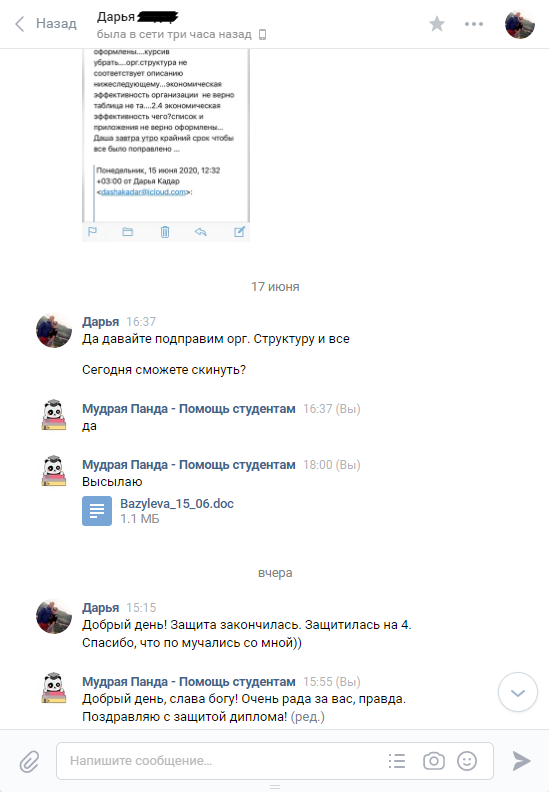 Назад
Дарья
была в сети три часа назад
оформлены....курсив
убрать....орг.структура не
соответствует описанию
нижеследующему...экономическая
эффективность организации не верно
таблица не та....2.4 экономическая
эффективность чего?список и
приложения не верно оформлены...
Даша завтра утро крайний срок чтобы
все было поправлено ...
Понедельник, 15 июня 2020, 12:32
+03:00 от Дарья Кадар
<dashakadar@icloud.com>:
17 июня
Дарья 16:37
Да давайте подправим орг. Структуру и все
Сегодня сможете скинуть?
Мудрая Панда - Помощь студентам 16:37 (Вы)
да
Мудрая Панда - Помощь студентам 18:00 (Вы)
Высылаю
Bazyleva_15_06.doc
1.1 МБ
вчера
Дарья 15:15
Добрый день! Защита закончилась. Защитилась на 4.
Спасибо, что по мучались со мной))
Мудрая Панда - Помощь студентам 15:55 (Вы)
Добрый день, слава богу! Очень рада за вас, правда.
Поздравляю с защитой диплома! (ред.)
Напишите сообщение...